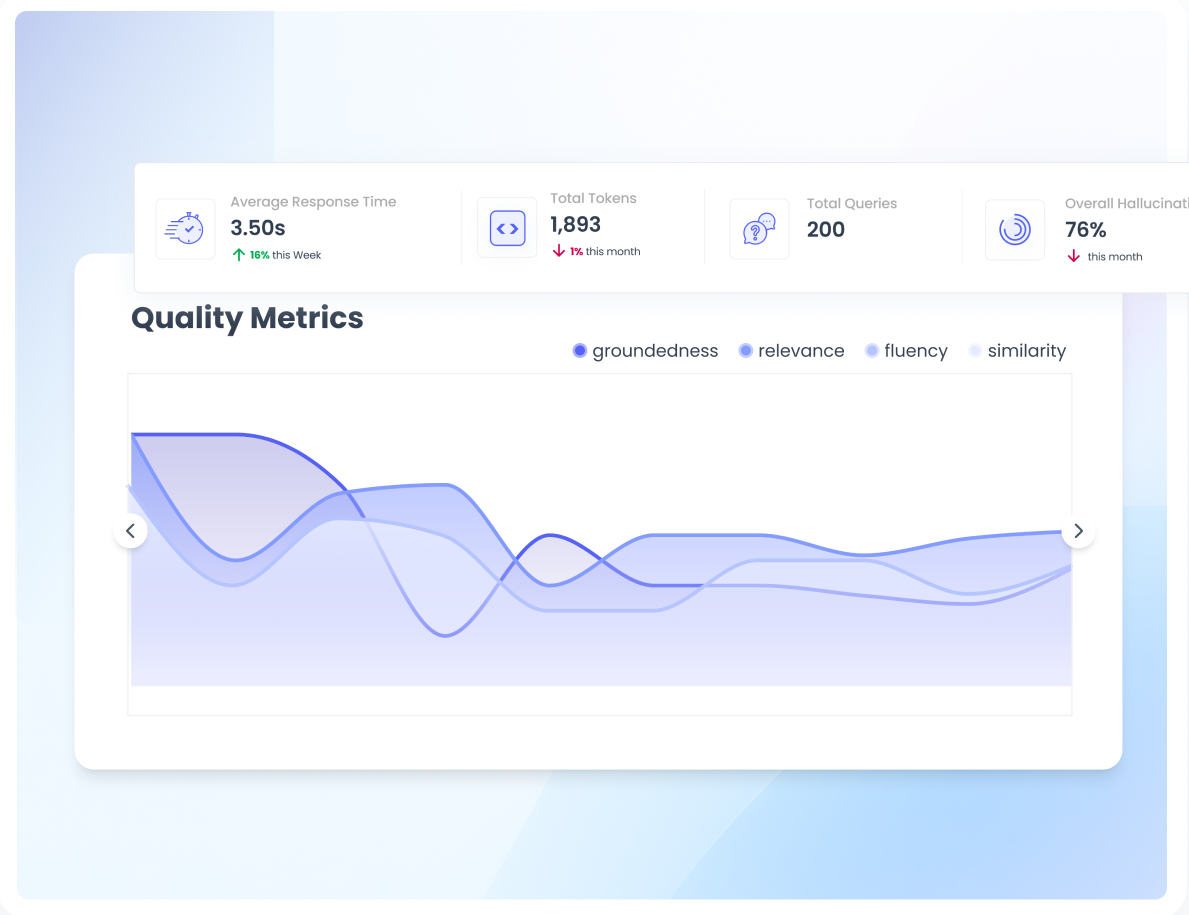 Average Response Time
3.50s
16% this Week
Total Tokens
1,893
1% this month
Total Queries
200
Overall Hallucinati
76%
this month
Quality Metrics
groundedness relevance fluency similarity